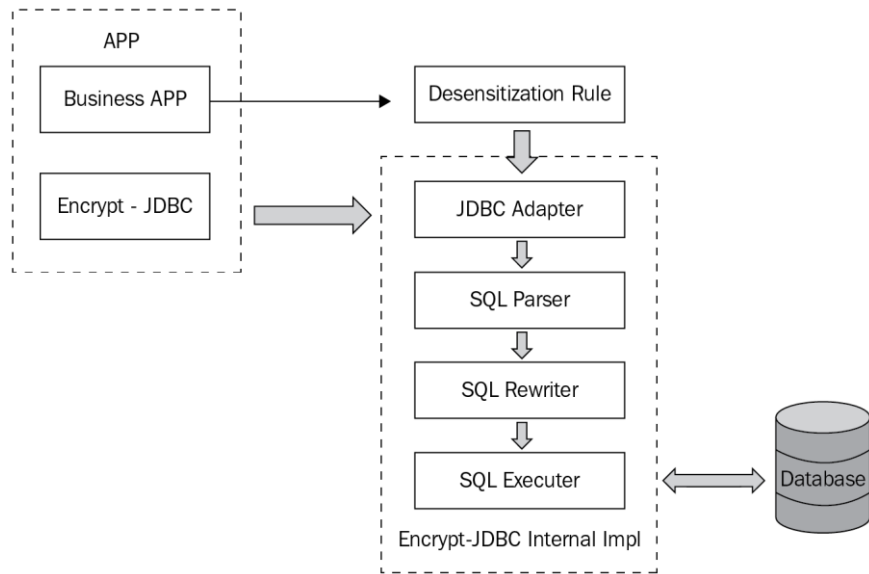 APP
Business APP
Desensitization Rule
Encrypt - JDBC
JDBC Adapter
SQL Parser
SQL Rewriter
SQL Executer
Database
Encrypt-JDBC Internal Impl